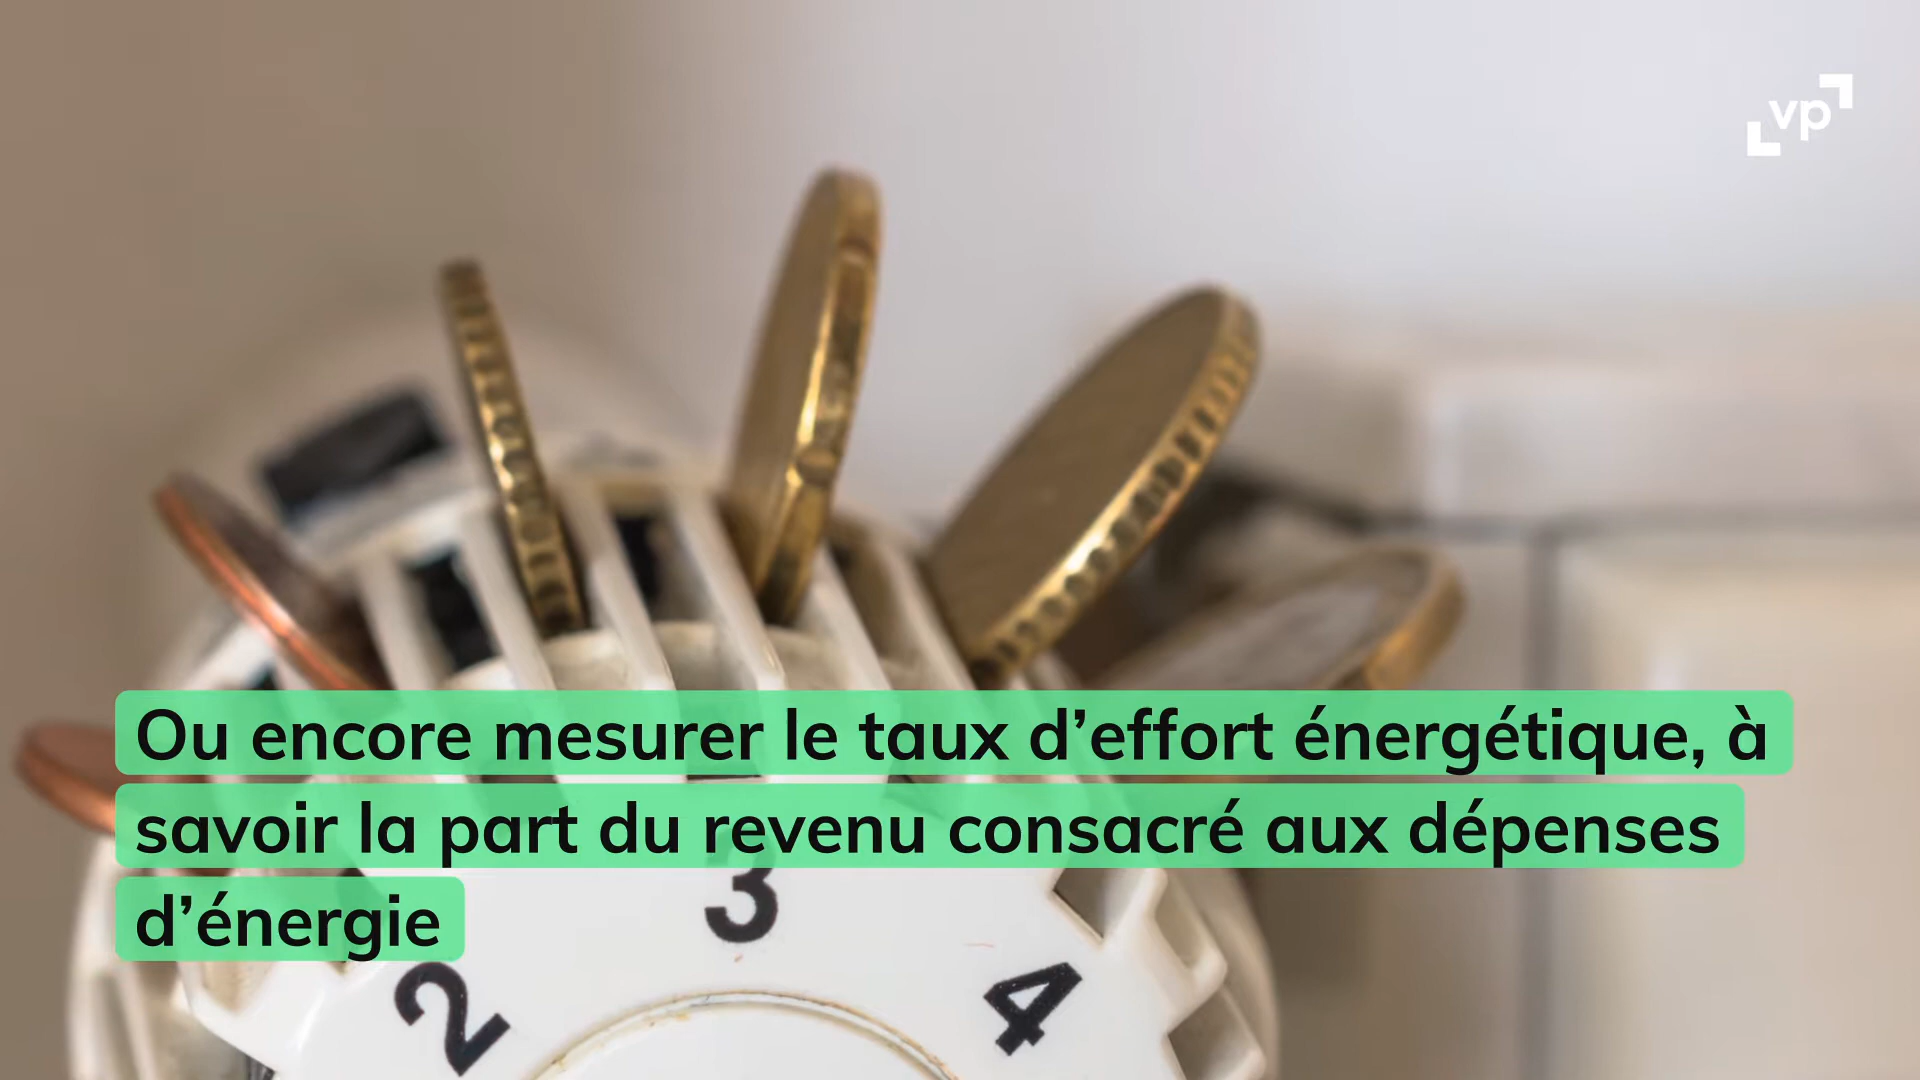 vp
Ou encore mesurer le taux d’effort énergétique, à
savoir la part du revenu consacré aux dépenses
d’énergie
3
2
4